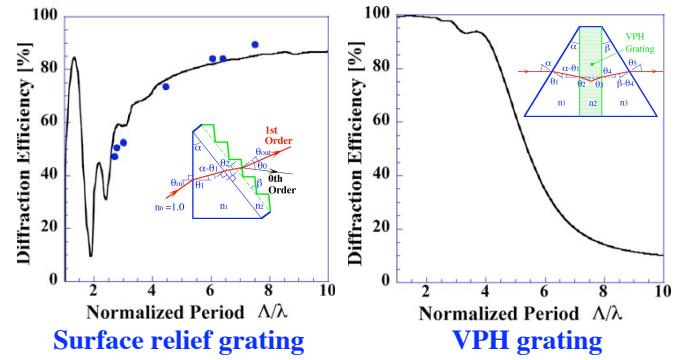 Diffraction Efficiency [%]
100
80
60
40
20
0
2
4
6
8
10
Normalized Period Λ/λ
α
θin
θ1
α-θ1
θ2
θout
θ0
β
n0 =1.0
n1
n2
1st
Order
0th
Order
Surface relief grating
Diffraction Efficiency [%]
100
80
60
40
20
0
2
4
6
8
10
Normalized Period Λ/λ
VPH
Grating
α
β
α
α-θ1
θ1
θ2
θ3
θ4
β-θ4
θ5
n1
n2
n3
VPH grating